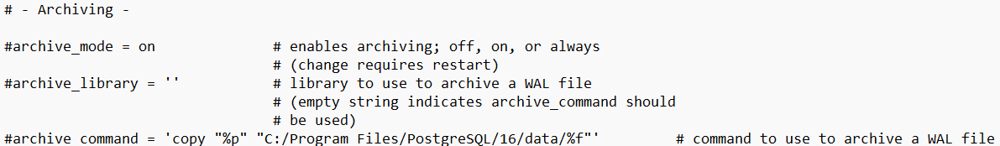 # - Archiving -
#archive_mode = on # enables archiving; off, on, or always
# (change requires restart)
#archive_library = '' # library to use to archive a WAL file
# (empty string indicates archive_command should
# be used)
#archive_command = 'copy "%p" "C:/Program Files/PostgreSQL/16/data/%f"' # command to use to archive a WAL file